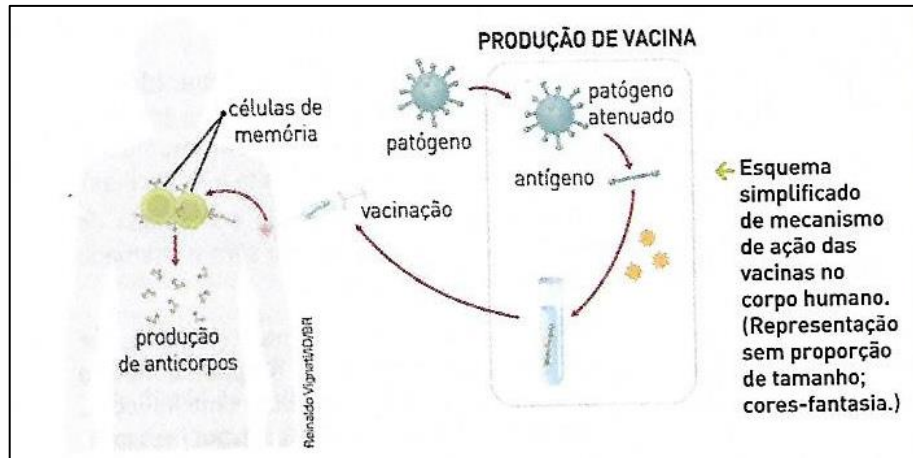 PRODUÇÃO DE VACINA
células de
memória
patógeno
patógeno
atenuado
antígeno
vacinação
produção
de anticorpos
Reinaldo Vignati/ID/BR
Esquema
simplificado
de mecanismo
de ação das
vacinas no
corpo humano.
(Representação
sem proporção
de tamanho;
cores-fantasia.)